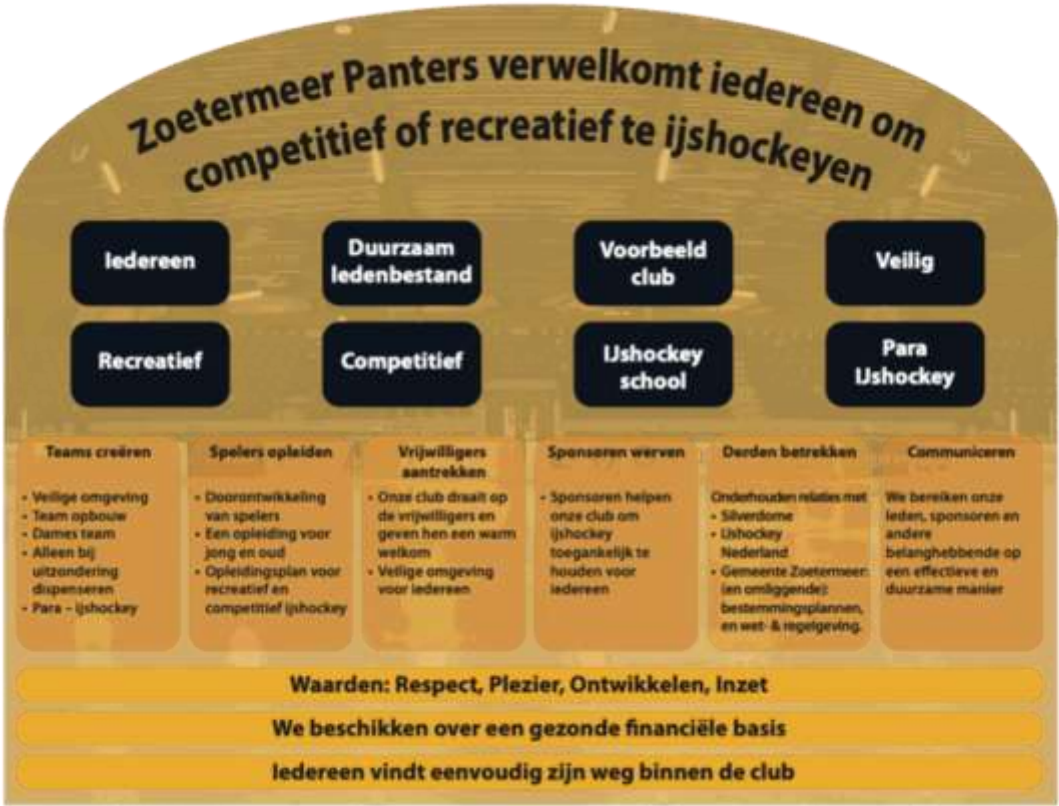 Zoetermeer Panters verwelkomt iedereen om
competitief of recreatief te ijshockeyen
Iedereen
Duurzaam
ledenbestand
Voorbeeld
club
Veilig
Recreatief
Competitief
IJshockey
school
Para
IJshockey
Teams creëren
• Veilige omgeving
• Team opbouw
• Dames team
• Alleen bij
uitzondering
dispenseren
• Para – ijshockey
Spelers opleiden
• Doorontwikkeling
van spelers
• Een opleiding voor
jong en oud
• Opleidingsplan voor
recreatief en
competitief ijshockey
Vrijwilligers
aantrekken
• Onze club draait op
de vrijwilligers en
geven hen een warm
welkom
• Veilige omgeving
voor iedereen
Sponsoren werven
• Sponsoren helpen
onze club om
ijshockey
toegankelijk te
houden voor
iedereen
Derden betrekken
Onderhouden relaties met
• Silverdome
• IJshockey
Nederland
• Gemeente Zoetermeer:
(en omliggende):
bestemmingsplannen,
en wet- & regelgeving.
Communiceren
We bereiken onze
leden, sponsoren en
andere
belanghebbende op
een effectieve en
duurzame manier
Waarden: Respect, Plezier, Ontwikkelen, Inzet
We beschikken over een gezonde financiële basis
Iedereen vindt eenvoudig zijn weg binnen de club